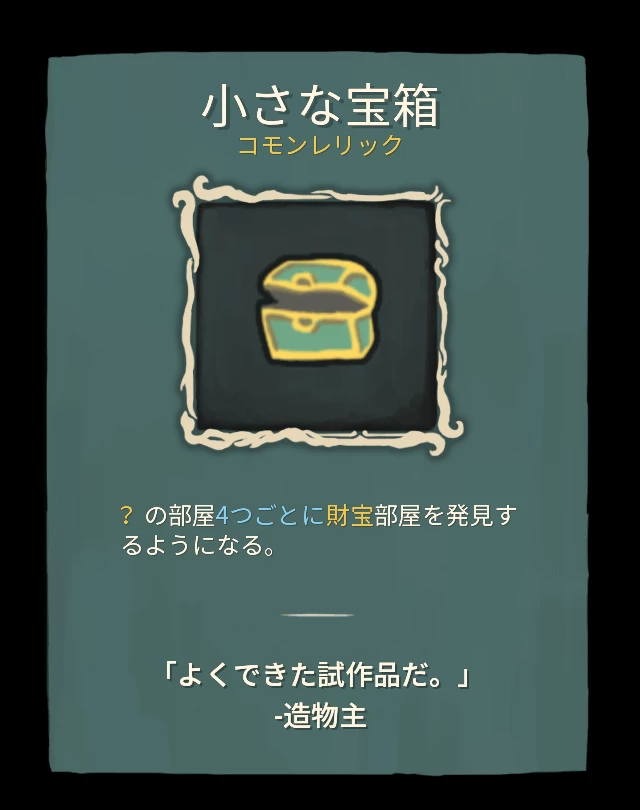 小さな宝箱
コモンレリック
？ の部屋4つごとに財宝部屋を発見す
るようになる。
「よくできた試作品だ。」
-造物主